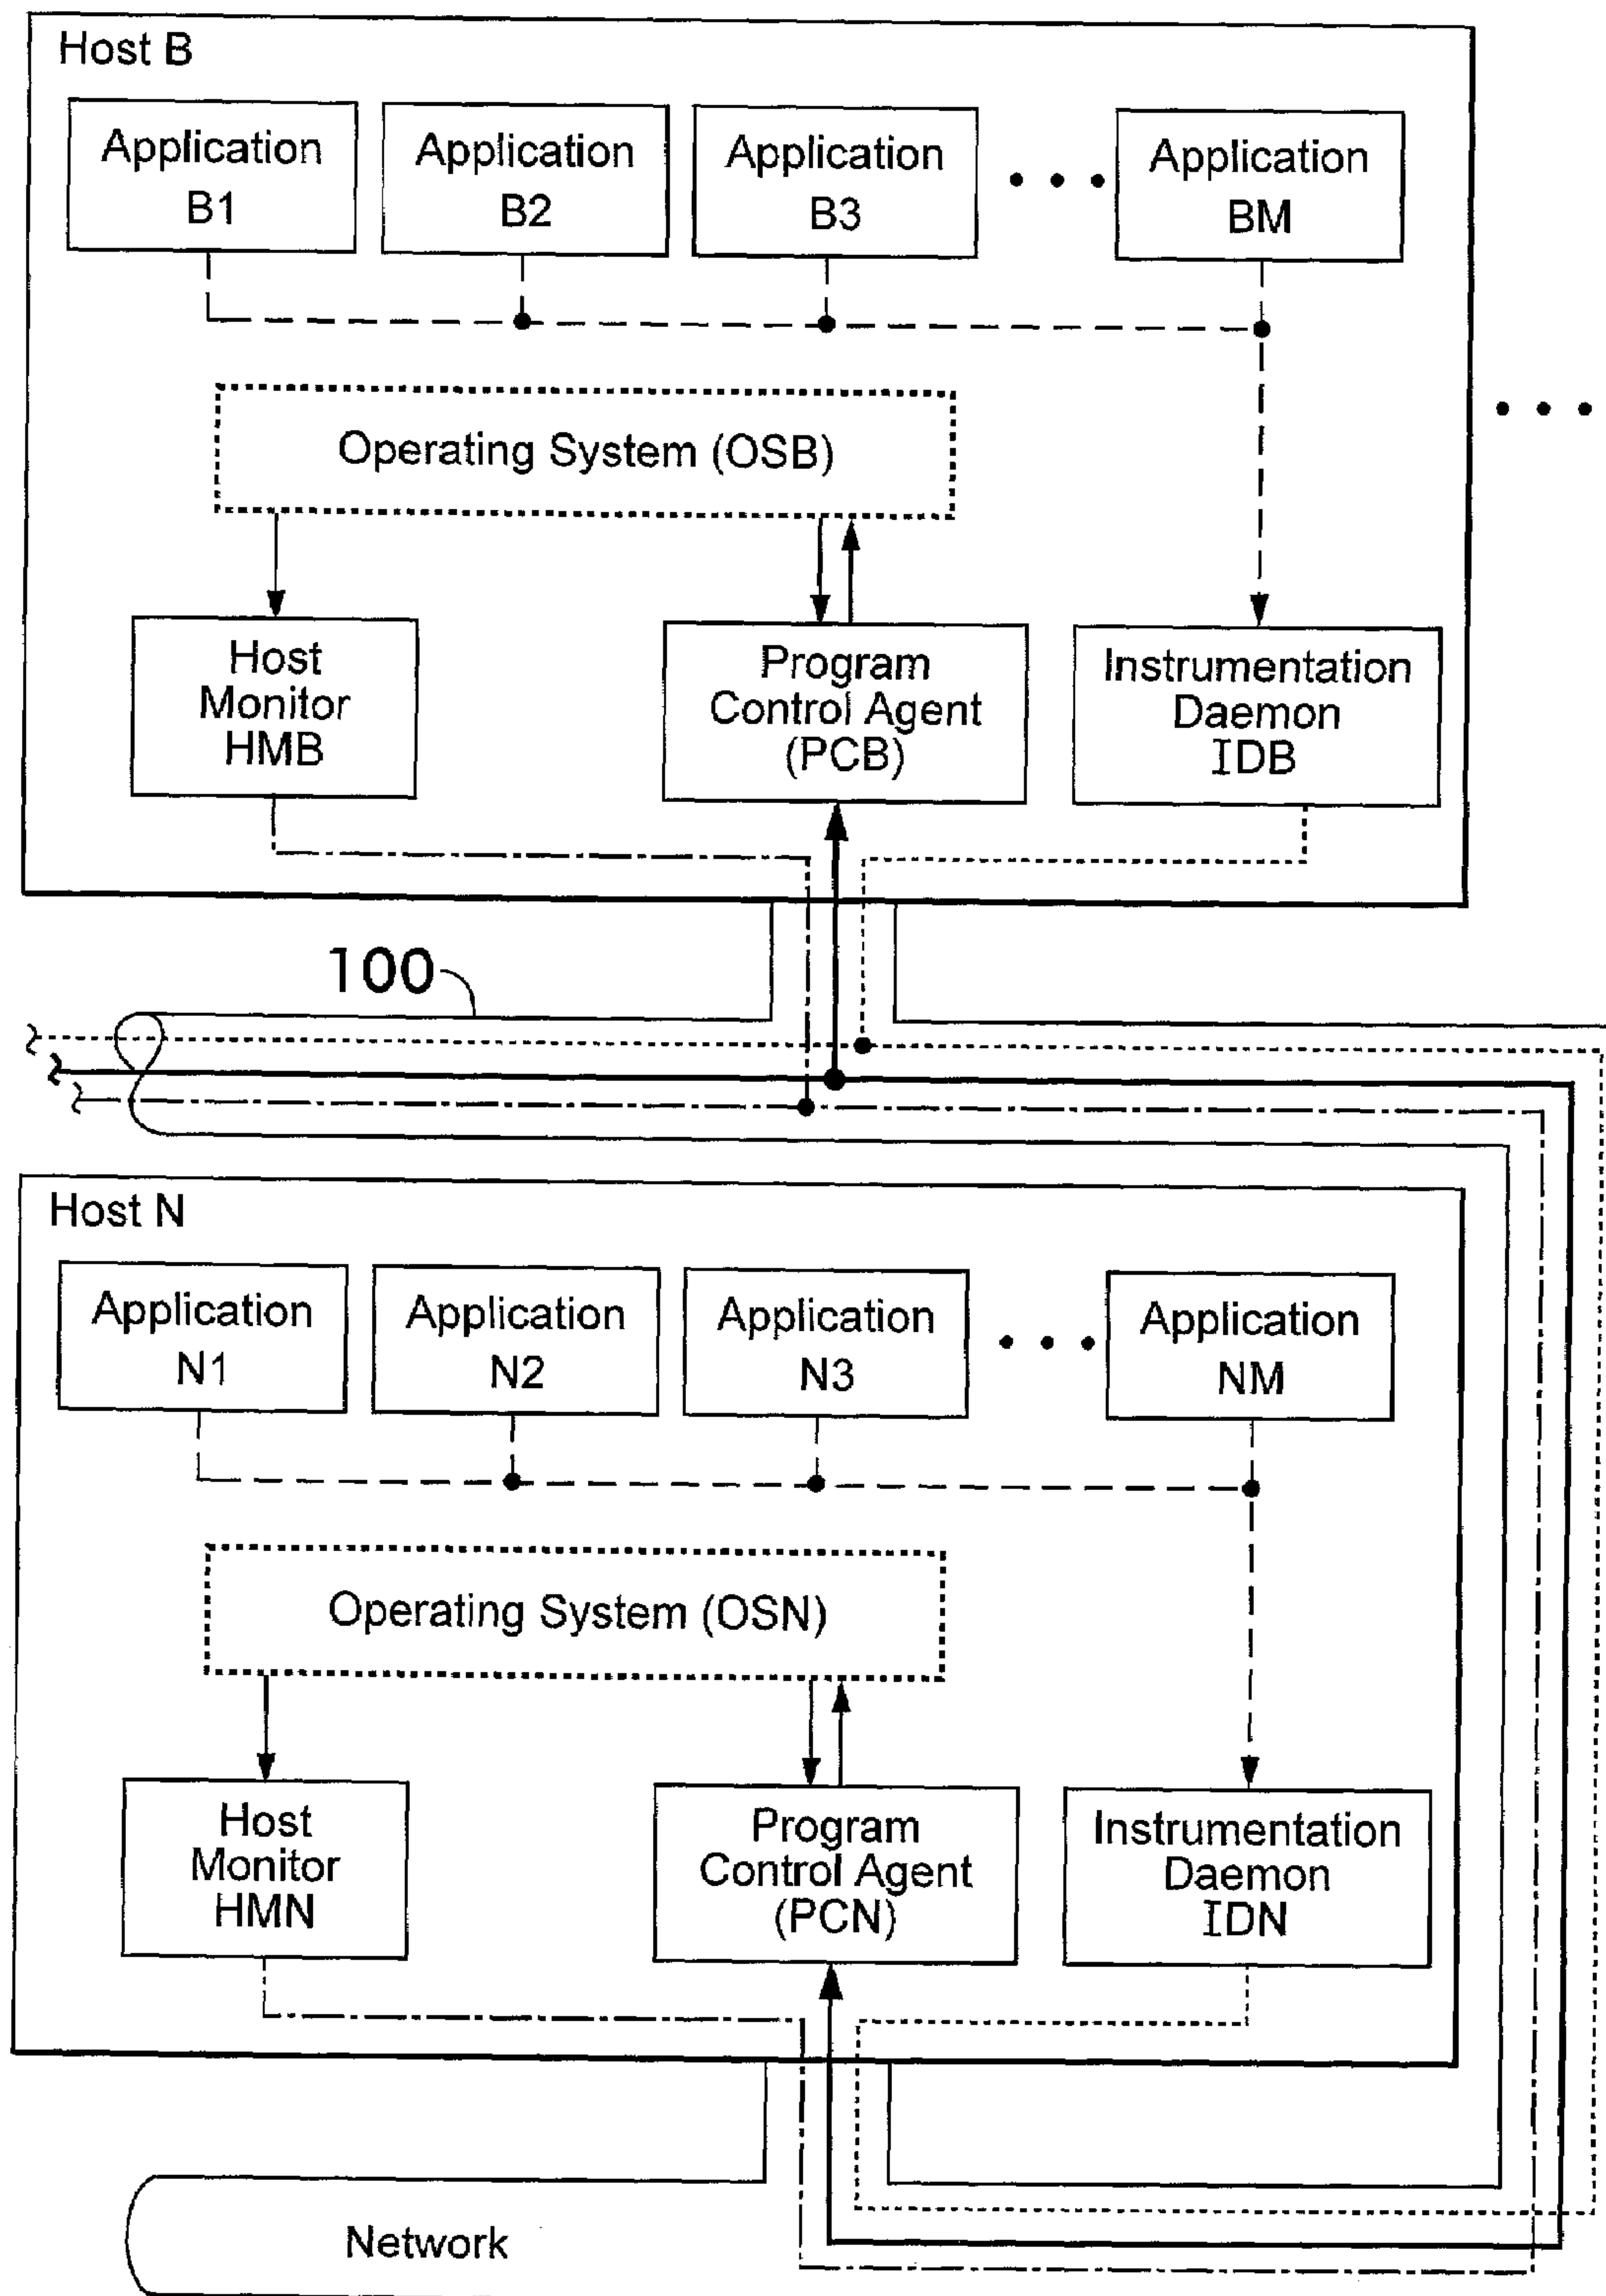 Host B
Application
B1
Application
B2
Application
B3
Application
BM
Operating System (OSB)
Host
Monitor
HMB
Program
Control Agent
(PCB)
Instrumentation
Daemon
IDB
100
Host N
Application
N1
Application
N2
Application
N3
Application
NM
Operating System (OSN)
Host
Monitor
HMN
Program
Control Agent
(PCN)
Instrumentation
Daemon
IDN
Network